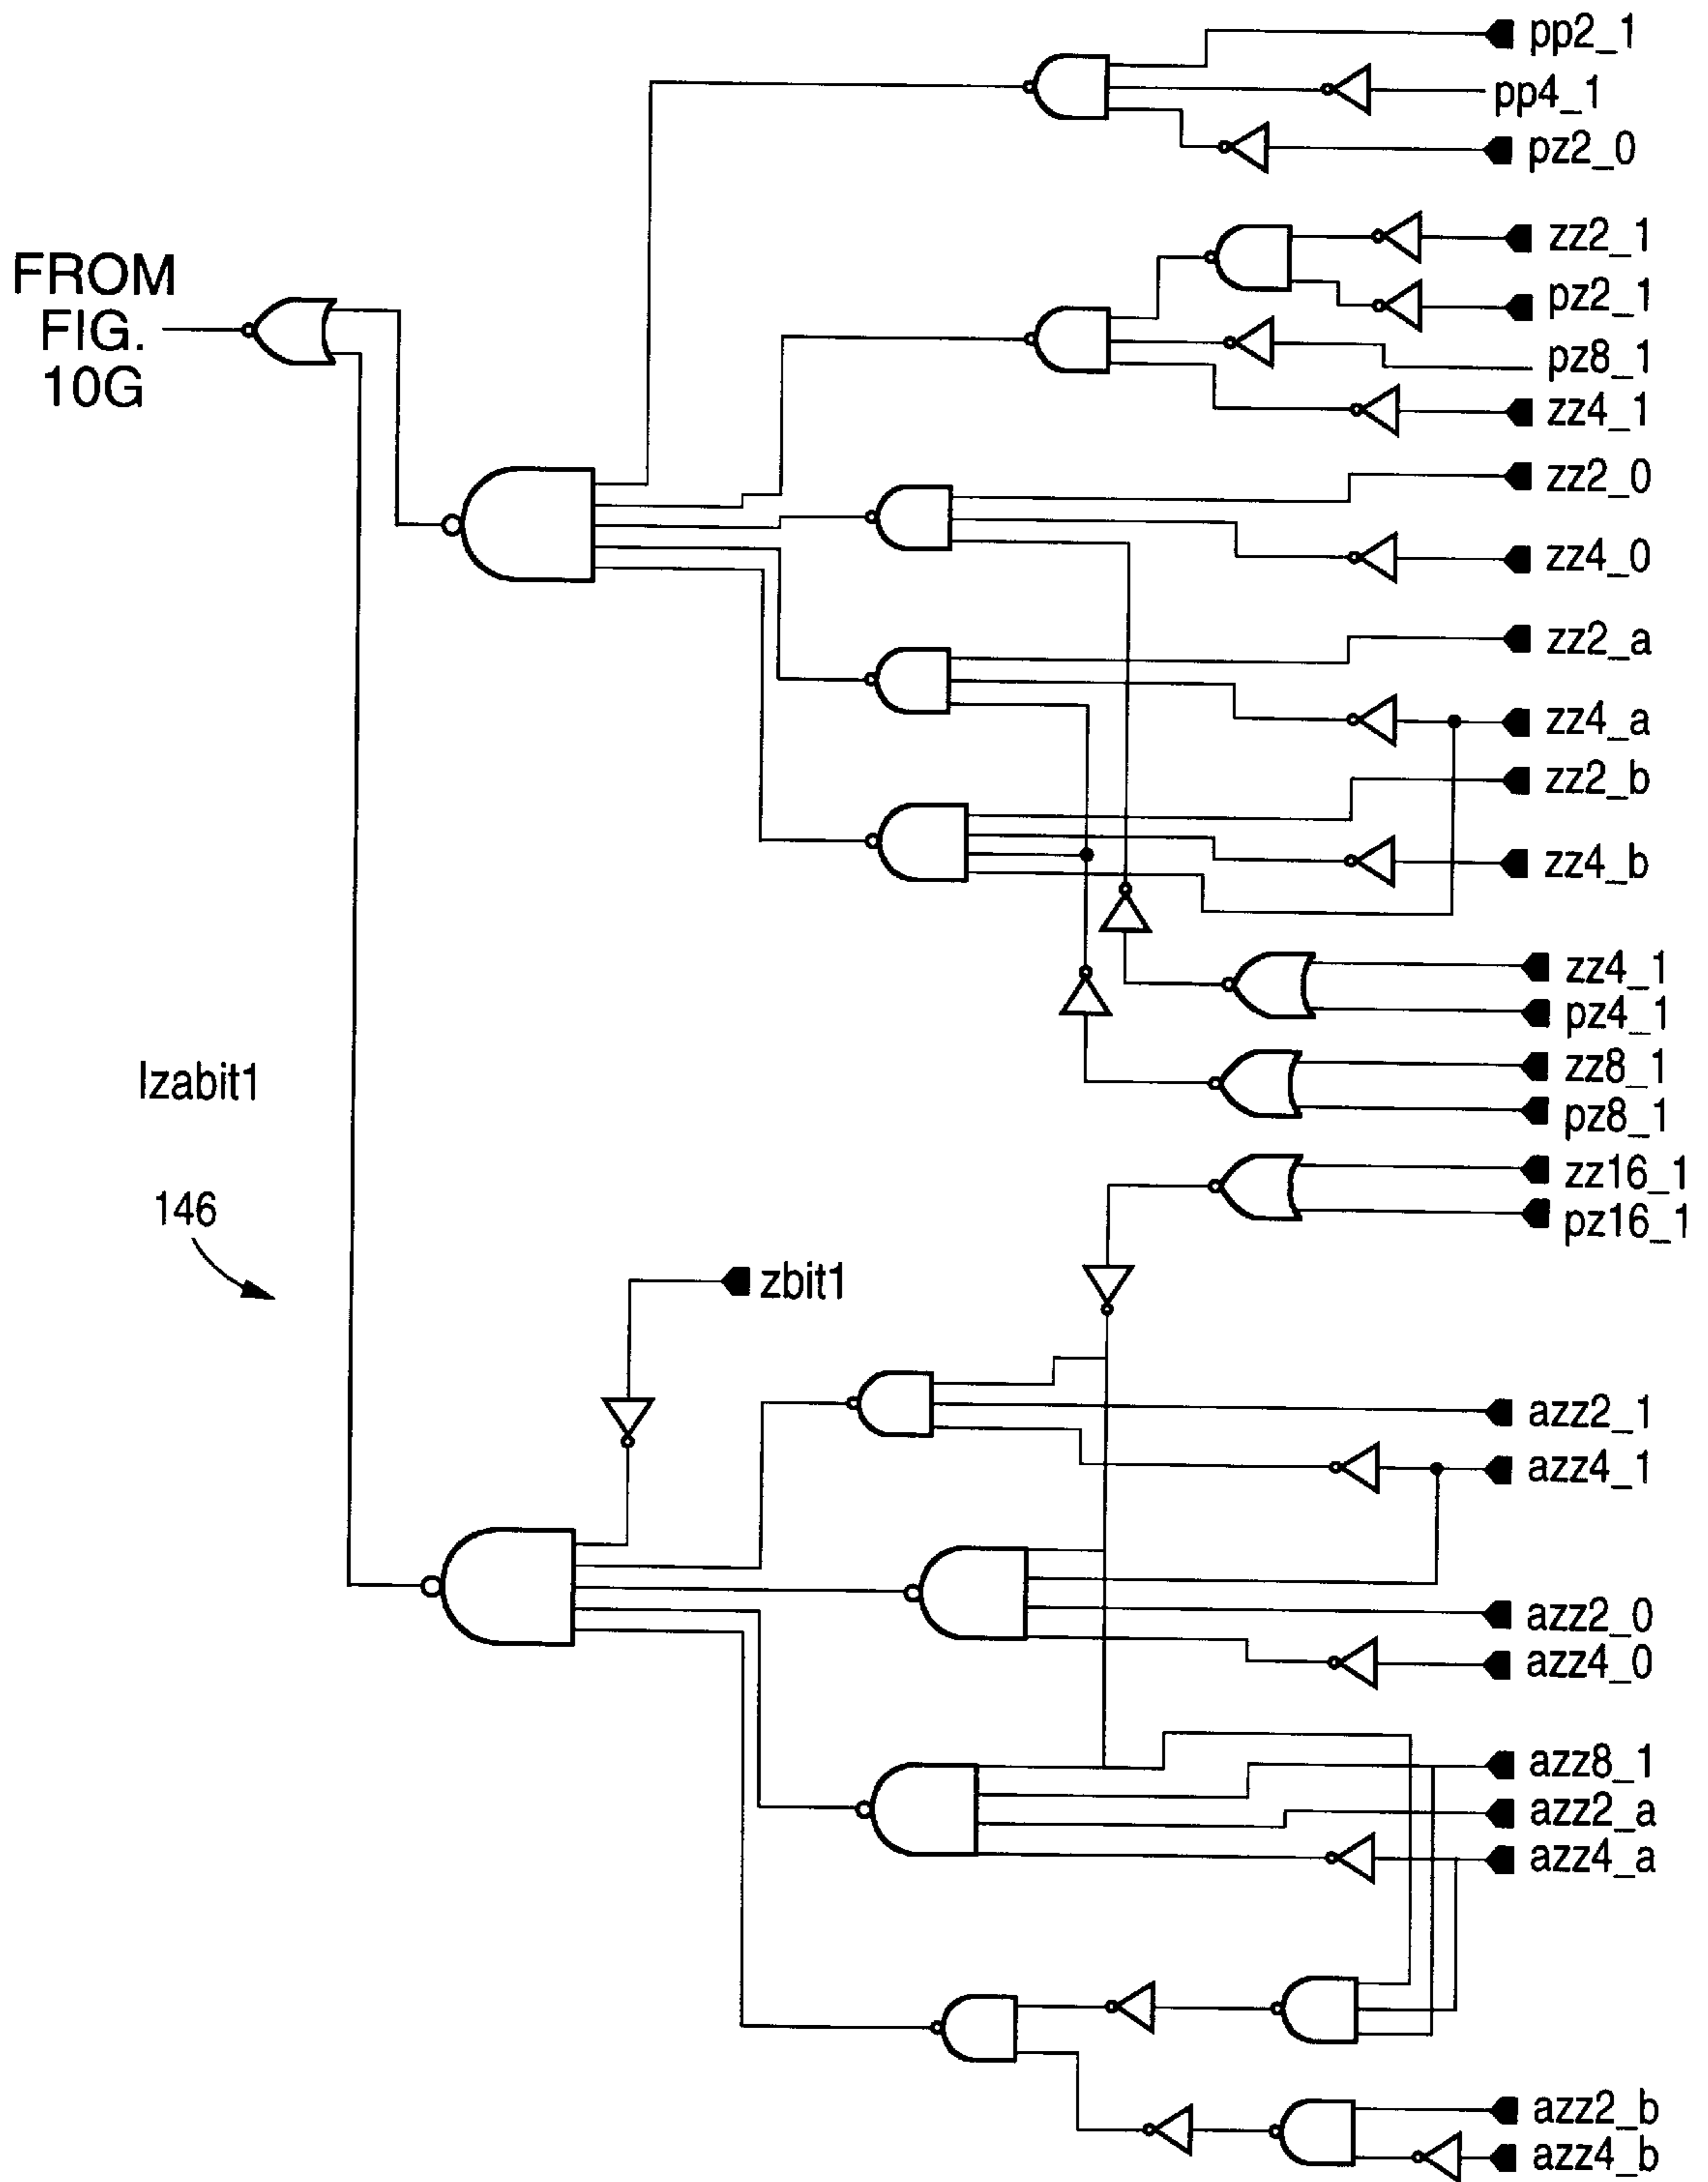 pp2_1
pp4_1
pz2_0
zz2_1
pz2_1
pz8_1
zz4_1
FROM
FIG.
10G
zz2_0
zz4_0
zz2_a
zz4_a
zz2_b
zz4_b
zz4_1
pz4_1
zz8_1
pz8_1
lzabit1
zz16_1
pz16_1
146
zbit1
azz2_1
azz4_1
azz2_0
azz4_0
azz8_1
azz2_a
azz4_a
azz2_b
azz4_b